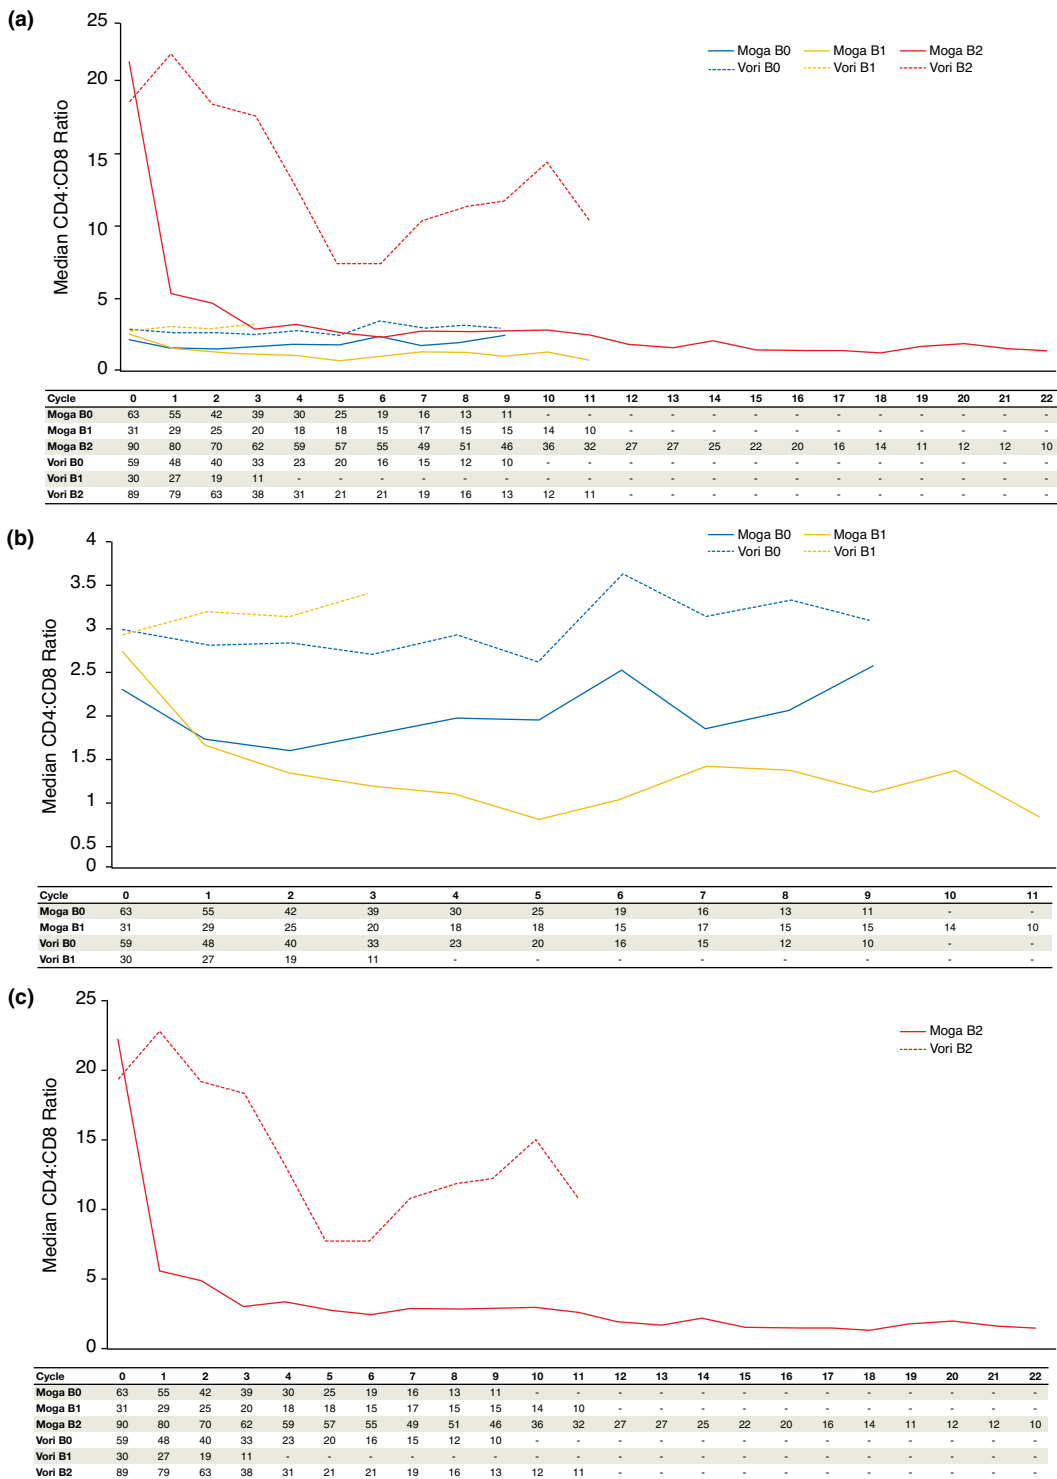 (a)
25
20
15
10
5
0
Median CD4:CD8 Ratio
Moga B0 Moga B1 Moga B2
Vori B0 Vori B1 Vori B2
Cycle 0 1 2 3 4 5 6 7 8 9 10 11 12 13 14 15 16 17 18 19 20 21 22
Moga B0 63 55 42 39 30 25 19 16 13 11 - - - - - - - - - - - - -
Moga B1 31 29 25 20 18 18 15 17 15 15 14 10 - - - - - - - - - - -
Moga B2 90 80 70 62 59 57 55 49 51 46 36 32 27 27 25 22 20 16 14 11 12 12 10
Vori B0 59 48 40 33 23 20 16 15 12 10 - - - - - - - - - - - - -
Vori B1 30 27 19 11 - - - - - - - - - - - - - - - - - - -
Vori B2 89 79 63 38 31 21 21 19 16 13 12 11 - - - - - - - - - - -
(b)
4
3.5
3
2.5
2
1.5
1
0.5
0
Median CD4:CD8 Ratio
Moga B0 Moga B1
Vori B0 Vori B1
Cycle 0 1 2 3 4 5 6 7 8 9 10 11
Moga B0 63 55 42 39 30 25 19 16 13 11 - -
Moga B1 31 29 25 20 18 18 15 17 15 15 14 10
Vori B0 59 48 40 33 23 20 16 15 12 10 - -
Vori B1 30 27 19 11 - - - - - - - -
(c)
25
20
15
10
5
0
Median CD4:CD8 Ratio
Moga B2
Vori B2
Cycle 0 1 2 3 4 5 6 7 8 9 10 11 12 13 14 15 16 17 18 19 20 21 22
Moga B0 63 55 42 39 30 25 19 16 13 11 - - - - - - - - - - - - -
Moga B1 31 29 25 20 18 18 15 17 15 15 14 10 - - - - - - - - - - -
Moga B2 90 80 70 62 59 57 55 49 51 46 36 32 27 27 25 22 20 16 14 11 12 12 10
Vori B0 59 48 40 33 23 20 16 15 12 10 - - - - - - - - - - - - -
Vori B1 30 27 19 11 - - - - - - - - - - - - - - - - - - -
Vori B2 89 79 63 38 31 21 21 19 16 13 12 11 - - - - - - - - - - -